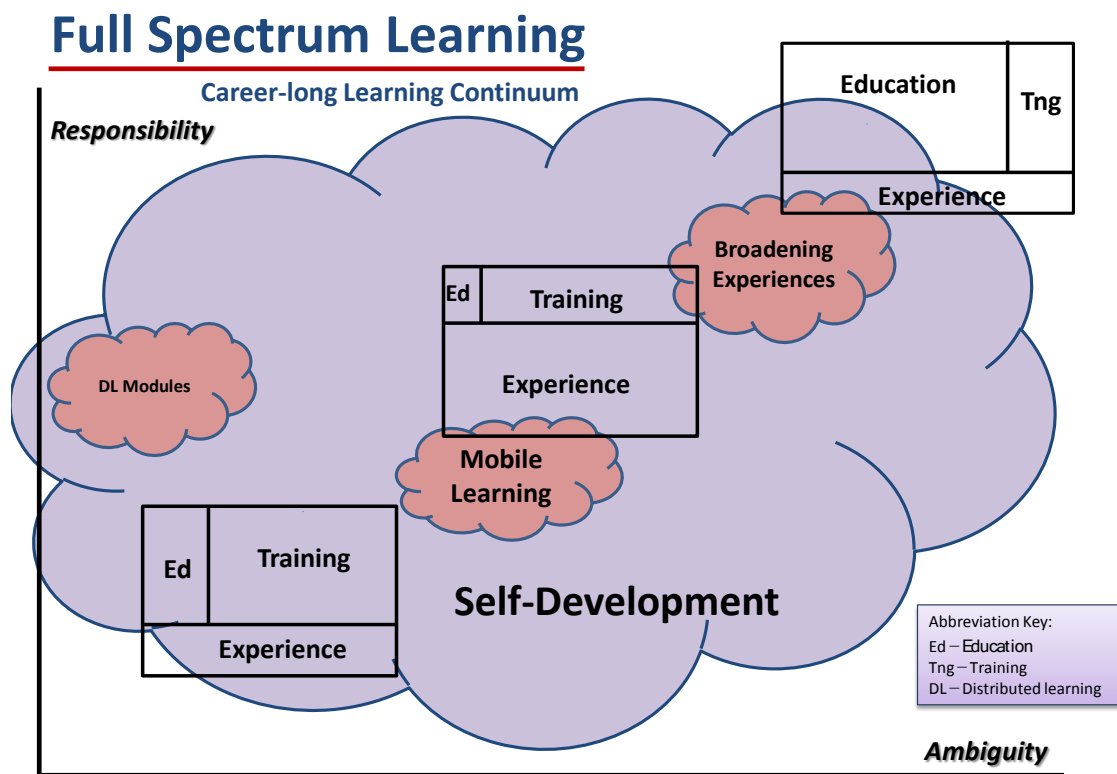 Full Spectrum Learning
Career-long Learning Continuum
Responsibility
Education
Tng
Experience
Broadening
Experiences
Ed
Training
Experience
DL Modules
Mobile
Learning
Ed
Training
Experience
Self-Development
Abbreviation Key:
Ed – Education
Tng – Training
DL – Distributed learning
Ambiguity